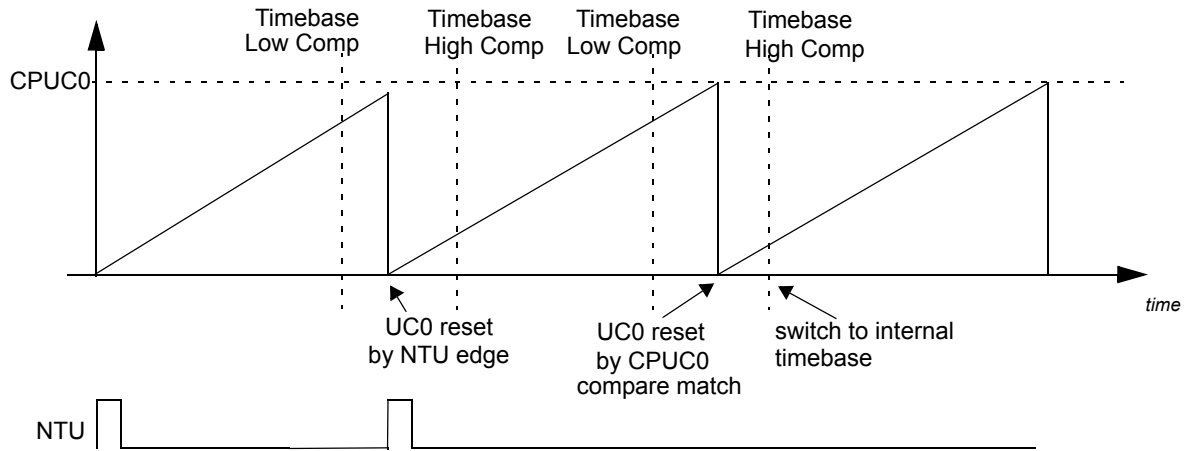 Timebase
Low Comp
Timebase
High Comp
Timebase
Low Comp
Timebase
High Comp
CPUC0
time
UC0 reset
by NTU edge
UC0 reset
by CPUC0
compare match
switch to internal
timebase
NTU